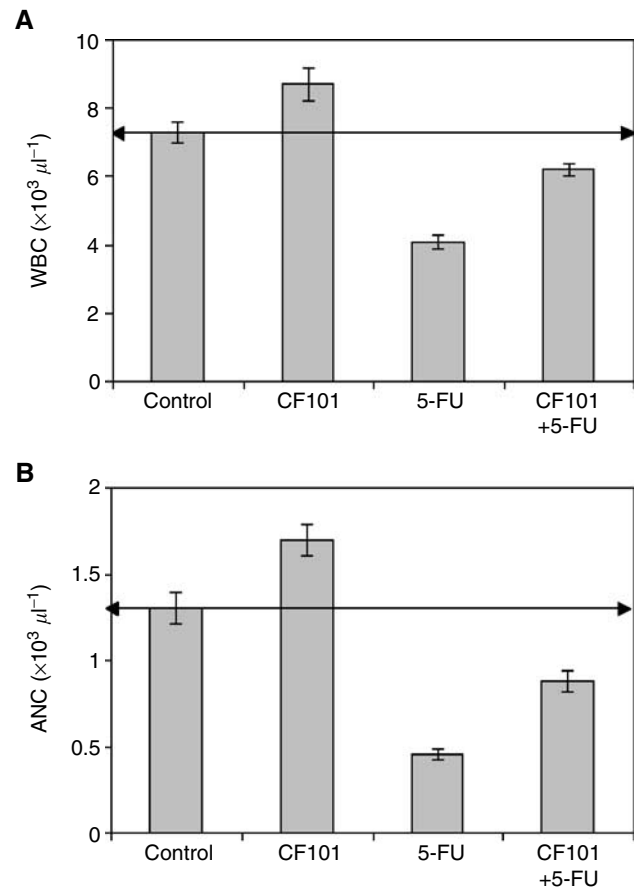 A
10
8
6
4
2
0
WBC (×10³ µl⁻¹)
Control CF101 5-FU CF101
+5-FU
B
2
1.5
1
0.5
0
ANC (×10³ µl⁻¹)
Control CF101 5-FU CF101
+5-FU